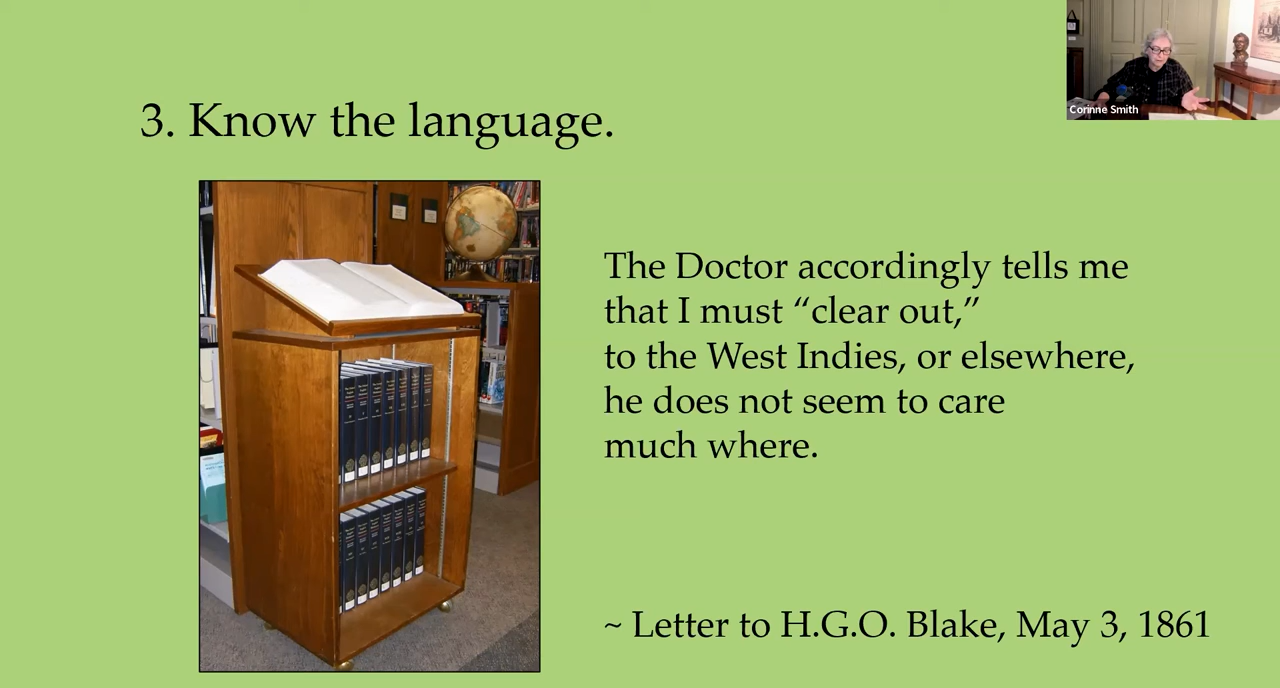 Corinne Smith
3. Know the language.
The Doctor accordingly tells me
that I must “clear out,”
to the West Indies, or elsewhere,
he does not seem to care
much where.
~ Letter to H.G.O. Blake, May 3, 1861